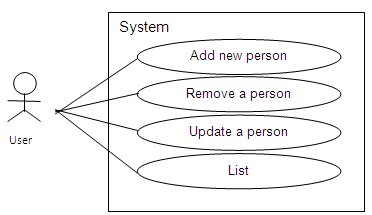 System
Add new person
Remove a person
Update a person
List
User